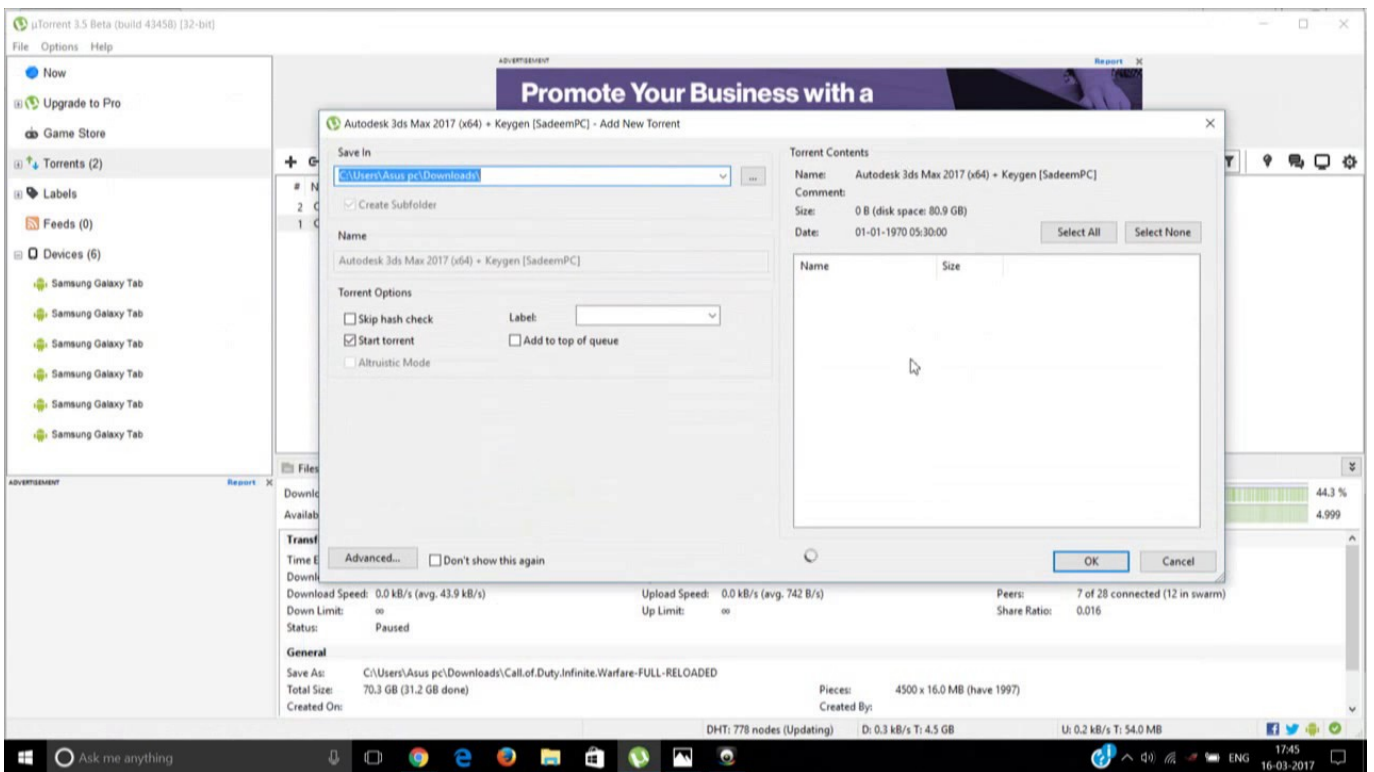 µTorrent 3.5 Beta (build 43458) [32-bit]
File Options Help
Now
Upgrade to Pro
Game Store
Torrents (2)
Labels
Feeds (0)
Devices (6)
Samsung Galaxy Tab
Samsung Galaxy Tab
Samsung Galaxy Tab
Samsung Galaxy Tab
Samsung Galaxy Tab
Samsung Galaxy Tab
ADVERTISEMENT Report
ADVERTISEMENT Report
Promote Your Business with a
# N
2 C
1 C
Autodesk 3ds Max 2017 (x64) + Keygen [SadeemPC] - Add New Torrent
Save In
C:\Users\Asus pc\Downloads\
...
Create Subfolder
Name
Autodesk 3ds Max 2017 (x64) + Keygen [SadeemPC]
Torrent Options
Skip hash check
Label:
Start torrent
Add to top of queue
Altruistic Mode
Advanced...
Don't show this again
Torrent Contents
Name: Autodesk 3ds Max 2017 (x64) + Keygen [SadeemPC]
Comment:
Size: 0 B (disk space: 80.9 GB)
Date: 01-01-1970 05:30:00
Select All Select None
Name Size
OK Cancel
Files
Downlo
44.3 %
Availab
4.999
Transf
Time E
Downl
Download Speed: 0.0 kB/s (avg. 43.9 kB/s) Upload Speed: 0.0 kB/s (avg. 742 B/s) Peers: 7 of 28 connected (12 in swarm)
Down Limit: ∞ Up Limit: ∞ Share Ratio: 0.016
Status: Paused
General
Save As: C:\Users\Asus pc\Downloads\Call.of.Duty.Infinite.Warfare-FULL-RELOADED
Total Size: 70.3 GB (31.2 GB done) Pieces: 4500 x 16.0 MB (have 1997)
Created On: Created By:
DHT: 778 nodes (Updating) D: 0.3 kB/s T: 4.5 GB U: 0.2 kB/s T: 54.0 MB
Ask me anything
ENG
17:45
16-03-2017